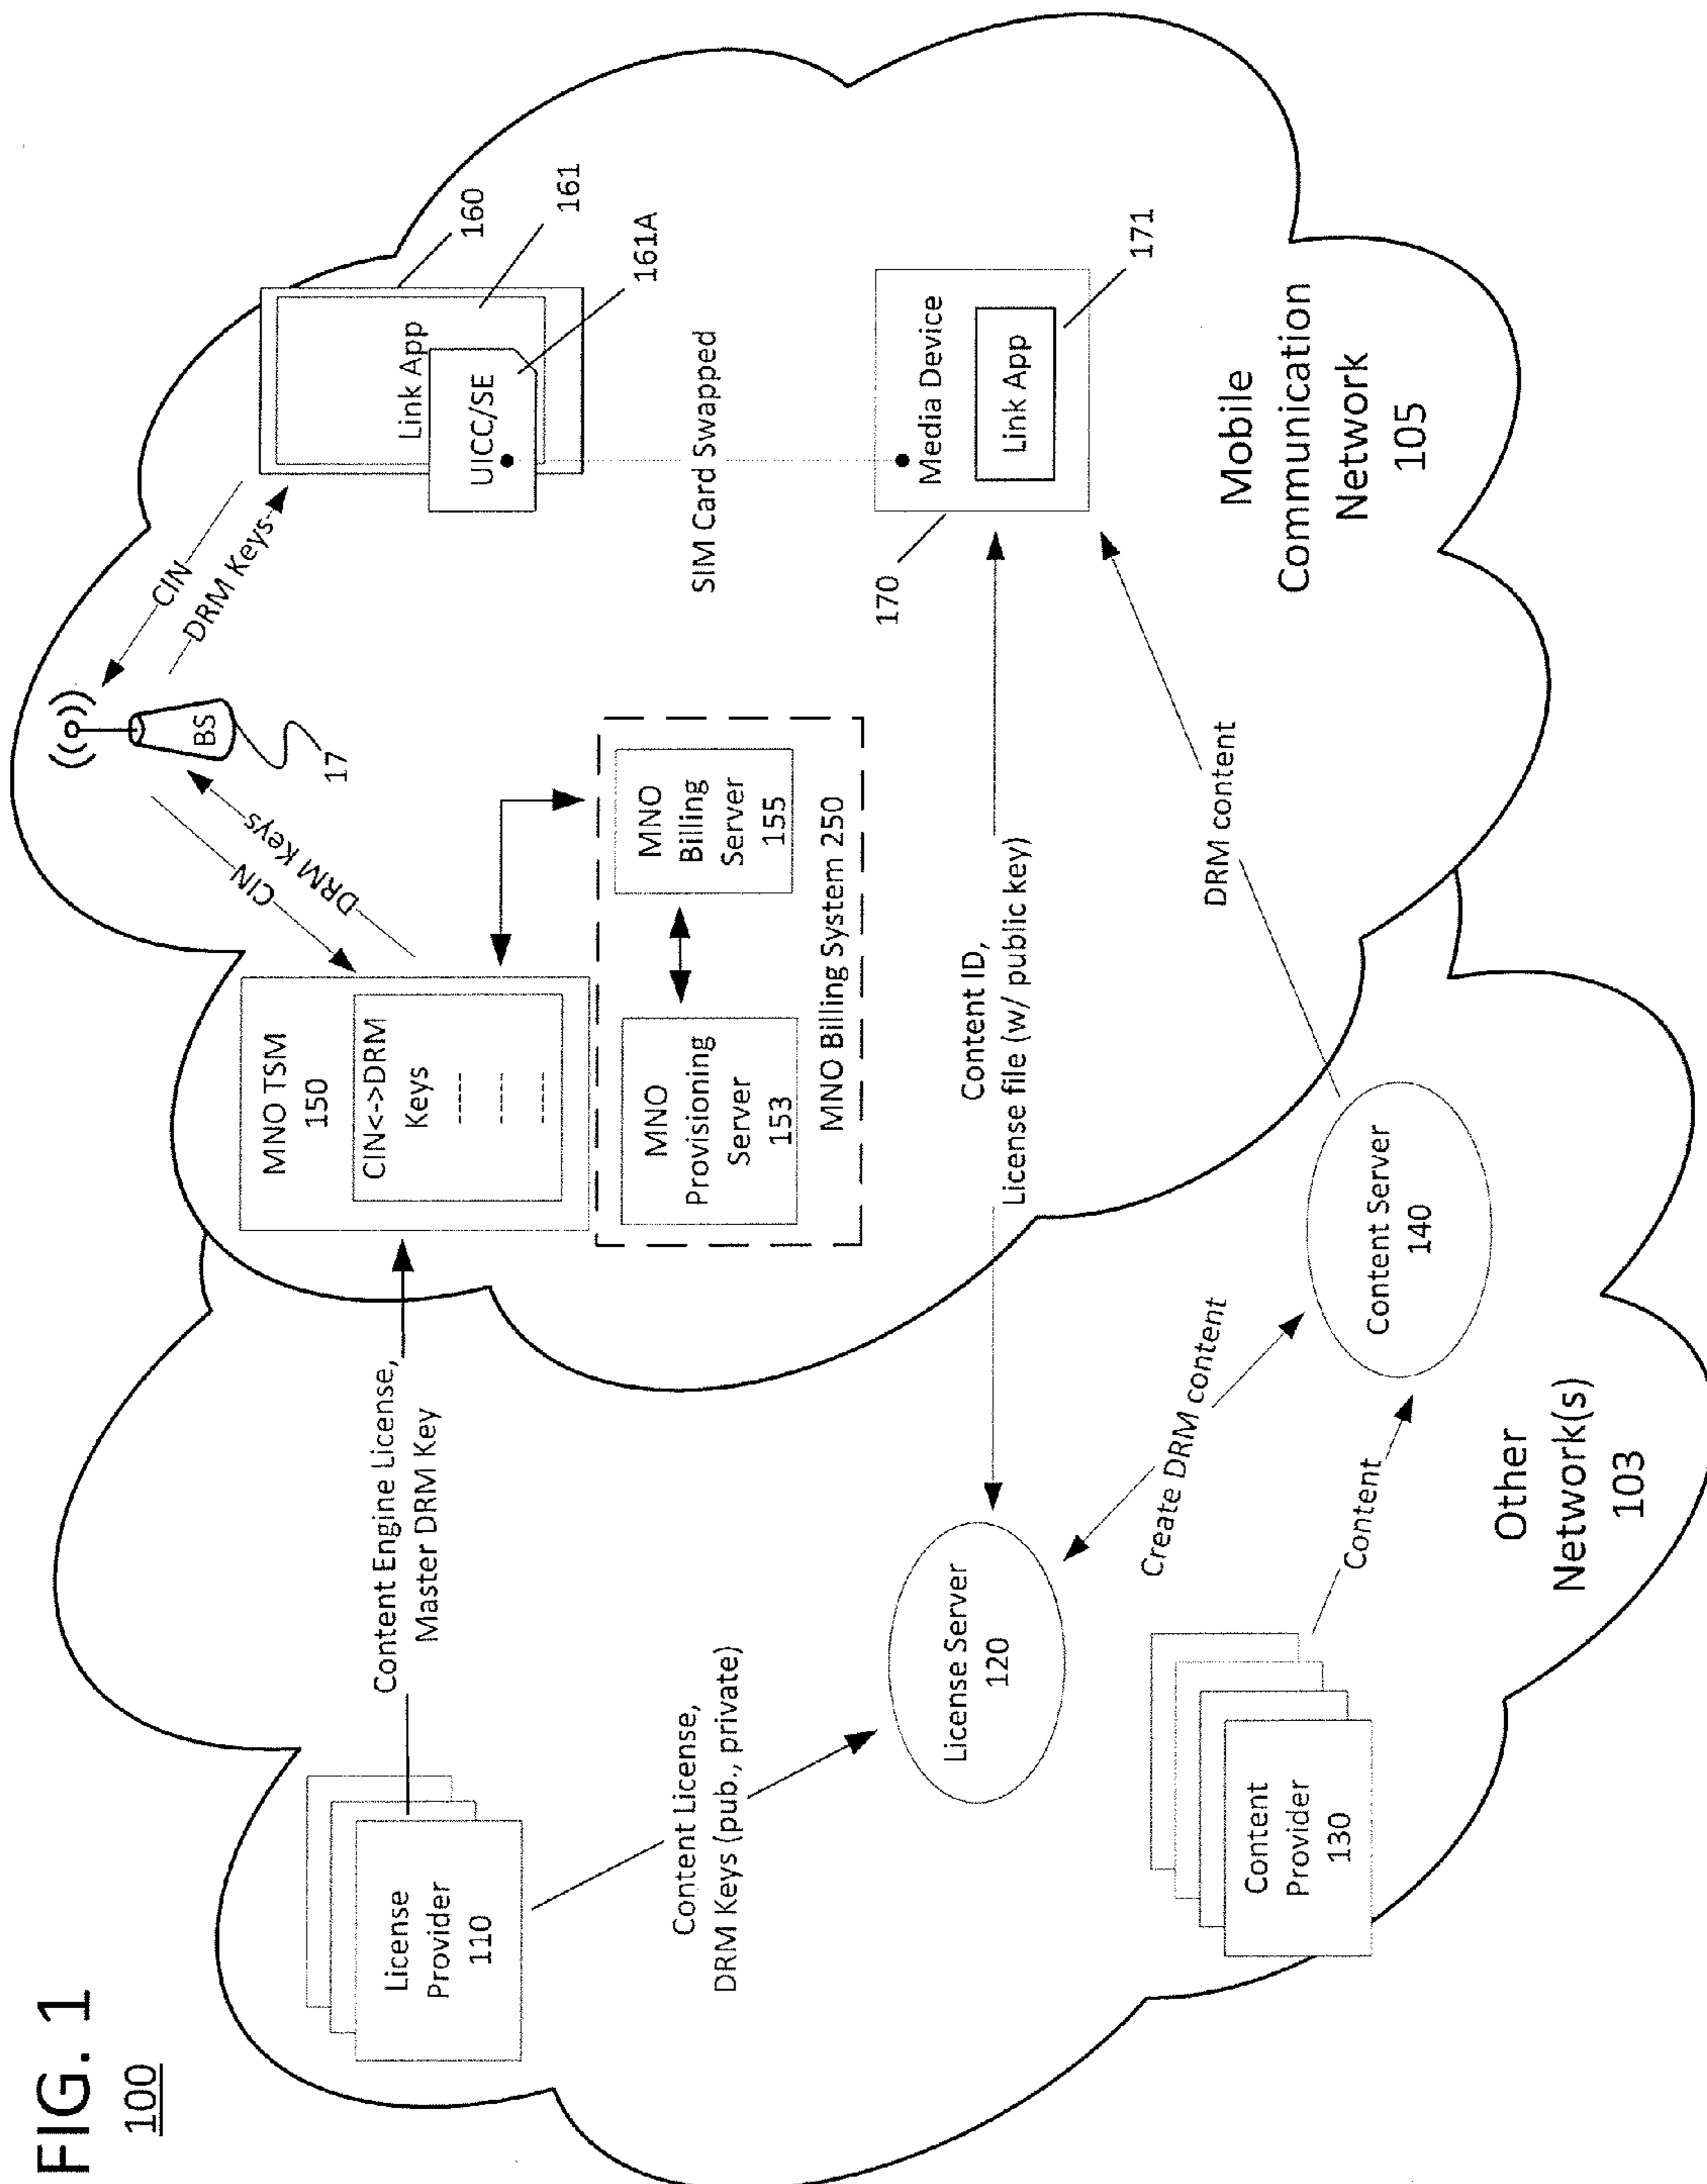 FIG. 1
100
License
Provider
110
Content Engine License,
Master DRM Key
Content License,
DRM Keys (pub., private)
License Server
120
Content
Provider
130
Content
Create DRM content
Content Server
140
Other
Network(s)
103
MNO TSM
150
CIN<->DRM
Keys
-----
-----
-----
MNO
Provisioning
Server
153
MNO
Billing
Server
155
MNO Billing System 250
CIN
DRM Keys
BS
17
CIN
DRM Keys
Link App
UICC/SE
160
161
161A
SIM Card Swapped
170
Media Device
Link App
171
Content ID,
License file (w/ public key)
DRM content
Mobile
Communication
Network
105